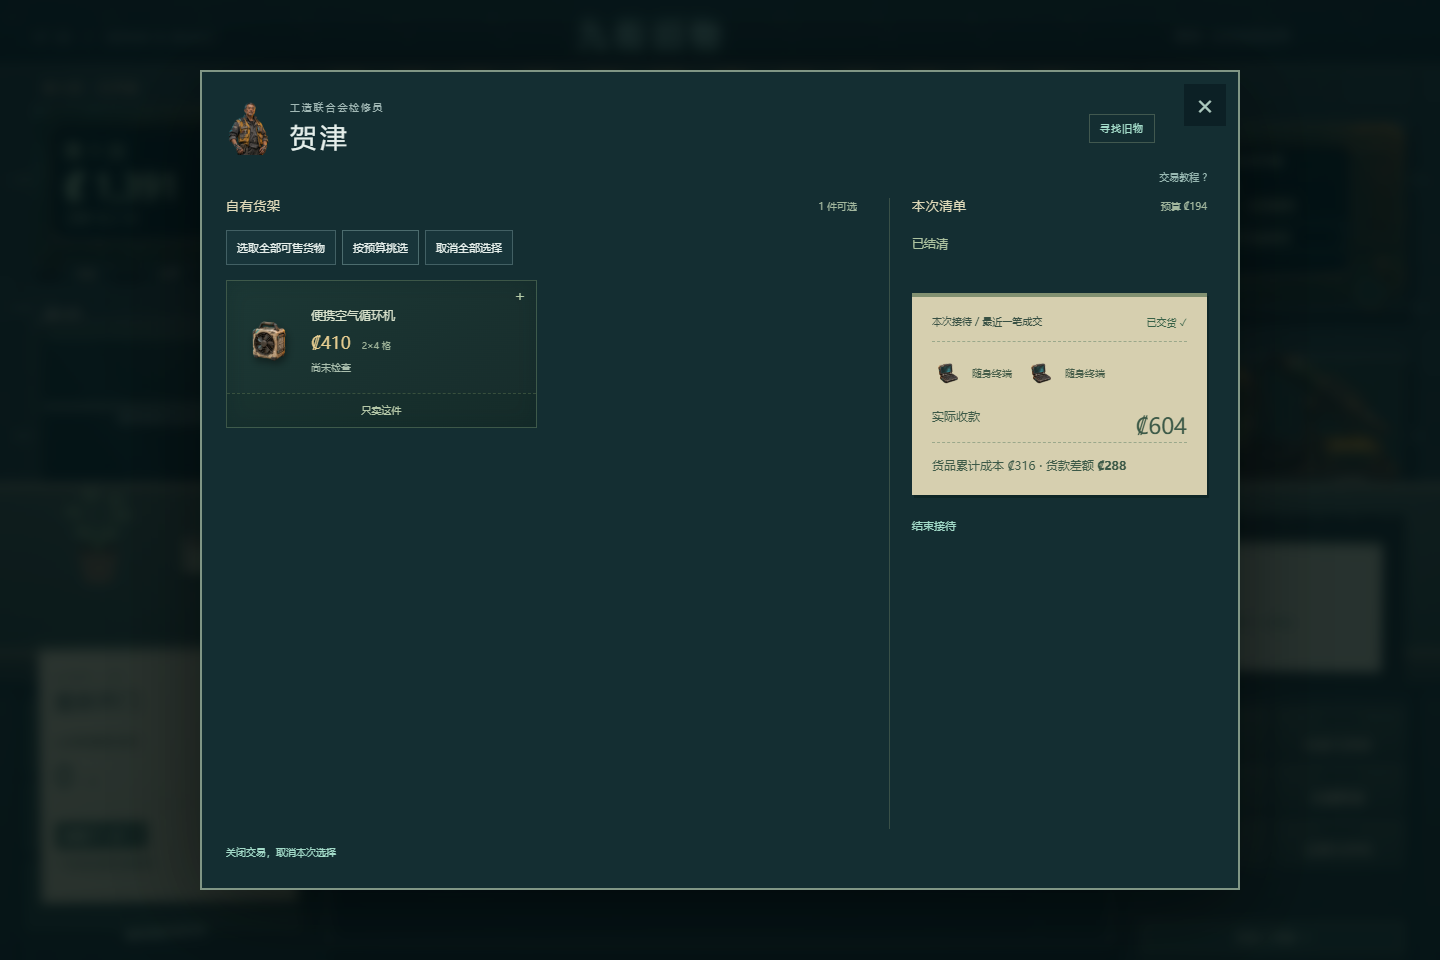 工造联合会检修员
贺津
寻找旧物
交易教程 ?
自有货架
1 件可选
选取全部可售货物
按预算挑选
取消全部选择
+
便携空气循环机
₡410 2×4 格
尚未检查
只卖这件
本次清单
预算 ₡194
已结清
本次接待 / 最近一笔成交
已交货 ✓
随身终端
随身终端
实际收款
₡604
货品累计成本 ₡316 · 货款差额 ₡288
结束接待
关闭交易，取消本次选择